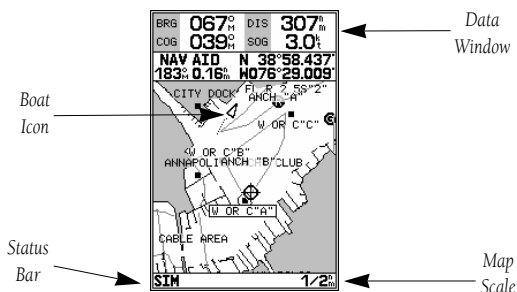 BRG 067°M DIS 307ft
COG 039°M SOG 3.0kt
NAV AID N 38°58.437'
183°M 0.16nm W076°29.009'
Data
Window
CITY DOCK
FL R 2.5S"2"
ANCH "A"
Boat
Icon
W OR C"C"
W OR C"B"
ANNAPOLI
ANCH "B"
CLUB
W OR C"A"
CABLE AREA
Status
Bar
SIM
1/2nm
Map
Scale